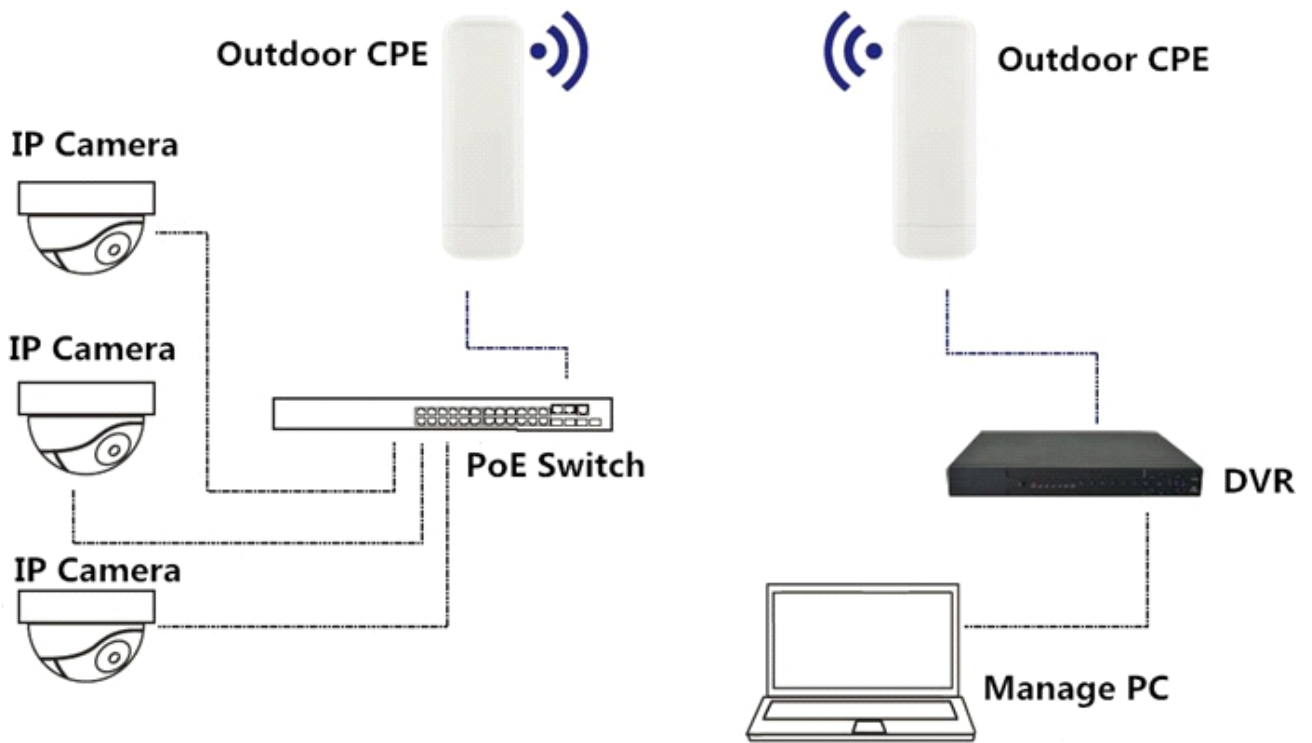 Outdoor CPE
Outdoor CPE
IP Camera
IP Camera
PoE Switch
DVR
IP Camera
Manage PC